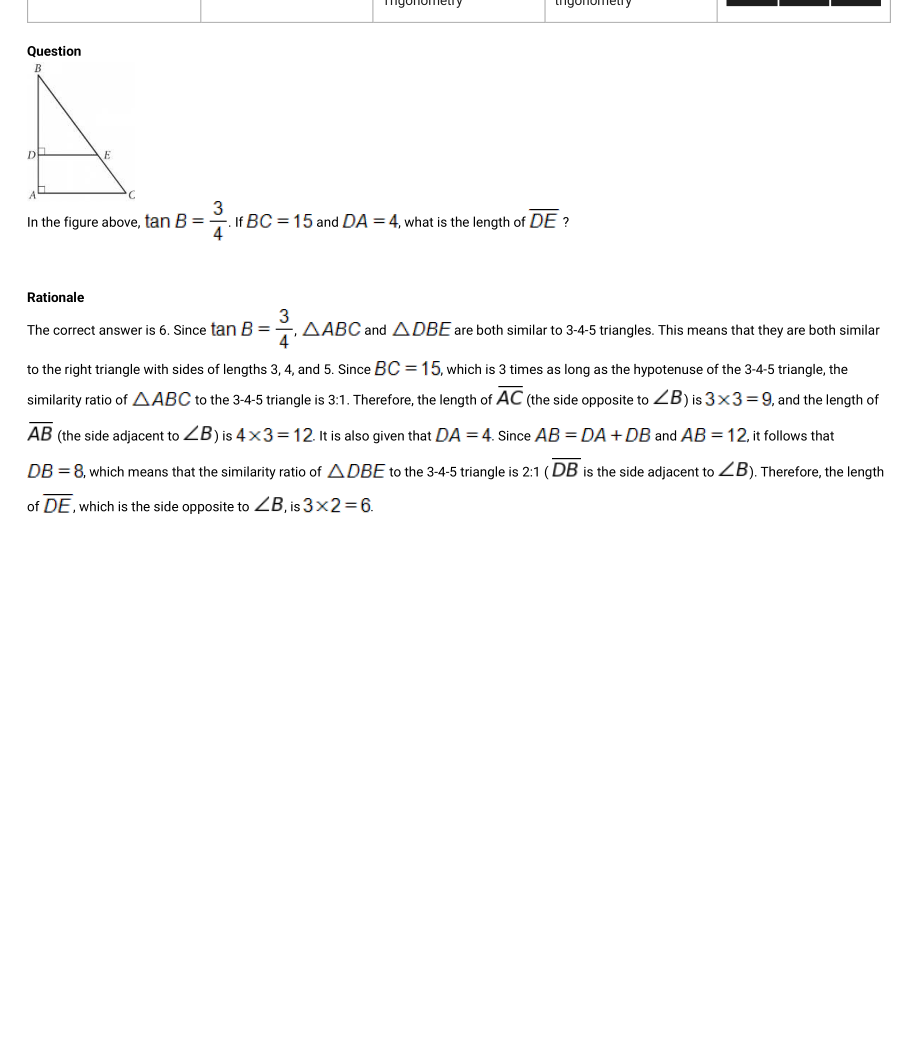 Trigonometry trigonometry
Question
B
D E
A C
In the figure above, tan B = 3/4. If BC = 15 and DA = 4, what is the length of D̅E̅ ?
Rationale
The correct answer is 6. Since tan B = 3/4, △ABC and △DBE are both similar to 3-4-5 triangles. This means that they are both similar
to the right triangle with sides of lengths 3, 4, and 5. Since BC = 15, which is 3 times as long as the hypotenuse of the 3-4-5 triangle, the
similarity ratio of △ABC to the 3-4-5 triangle is 3:1. Therefore, the length of A̅C̅ (the side opposite to ∠B) is 3×3=9, and the length of
A̅B̅ (the side adjacent to ∠B) is 4×3=12. It is also given that DA = 4. Since AB = DA + DB and AB = 12, it follows that
DB = 8, which means that the similarity ratio of △DBE to the 3-4-5 triangle is 2:1 ( D̅B̅ is the side adjacent to ∠B). Therefore, the length
of D̅E̅, which is the side opposite to ∠B, is 3×2=6.